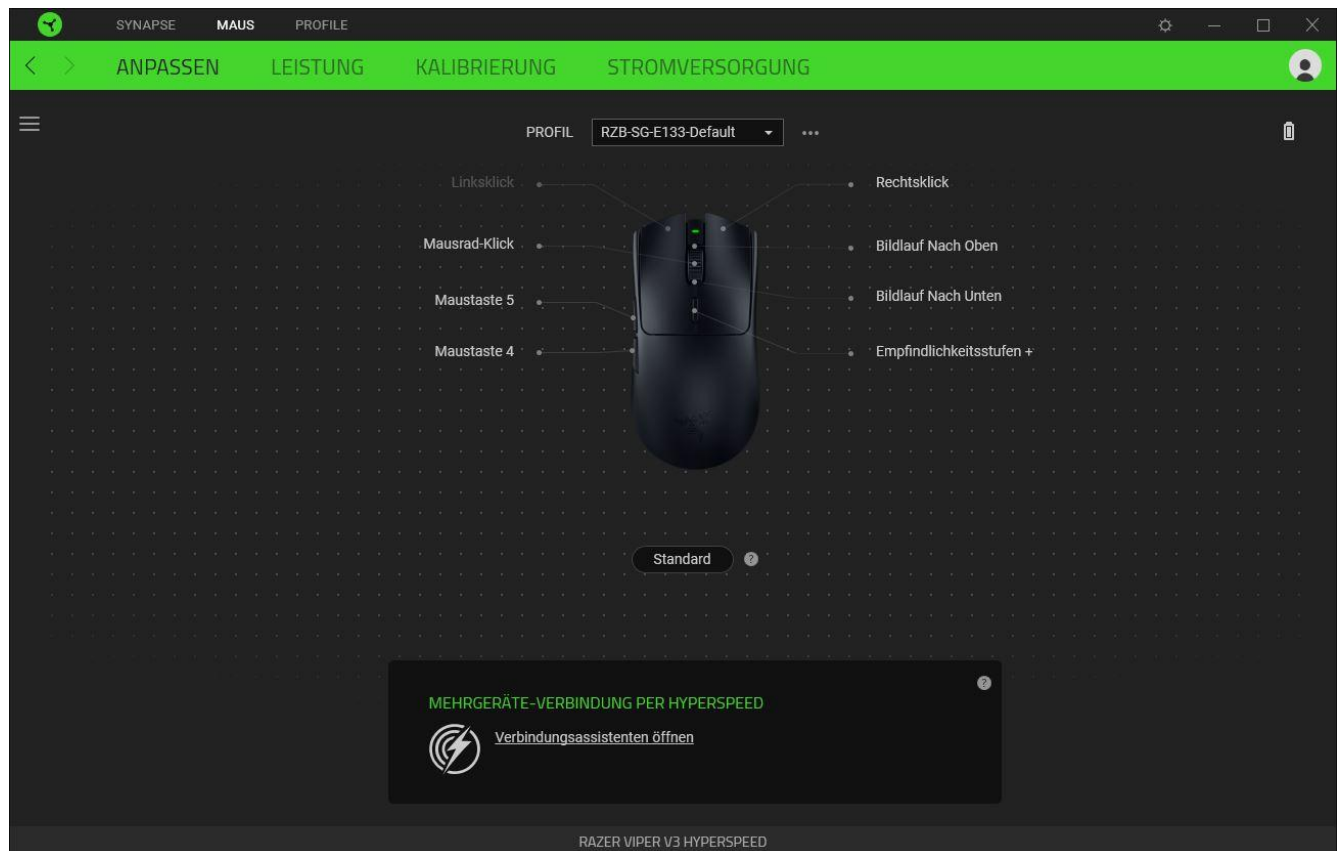 SYNAPSE MAUS PROFILE
ANPASSEN LEISTUNG KALIBRIERUNG STROMVERSORGUNG
PROFIL RZB-SG-E133-Default
Linksklick Rechtsklick
Mausrad-Klick Bildlauf Nach Oben
Maustaste 5 Bildlauf Nach Unten
Maustaste 4 Empfindlichkeitsstufen +
Standard ?
?
MEHRGERÄTE-VERBINDUNG PER HYPERSPEED
Verbindungsassistenten öffnen
RAZER VIPER V3 HYPERSPEED